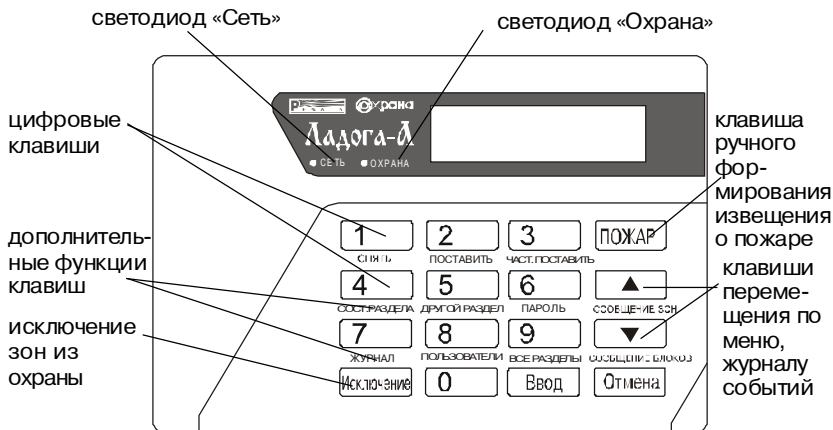 светодиод «Сеть»
светодиод «Охрана»
Охрана
Ладога-А
СЕТЬ ОХРАНА
цифровые
клавиши
дополнитель-
ные функции
клавиш
исключение
зон из
охраны
1 2 3 ПОЖАР
СНЯТЬ ПОСТАВИТЬ ЧАСТ.ПОСТАВИТЬ
4 5 6 ▲
СОСТ.РАЗДЕЛА ДРУГОЙ РАЗДЕЛ ПАРОЛЬ СООБЩЕНИЕ ЗОН
7 8 9 ▼
ЖУРНАЛ ПОЛЬЗОВАТЕЛИ ВСЕ РАЗДЕЛЫ СООБЩЕНИЕ БЛОКОВ
Исключение 0 Ввод Отмена
клавиша
ручного
фор-
мирования
извещения
о пожаре
клавиши
переме-
щения по
меню,
журналу
событий